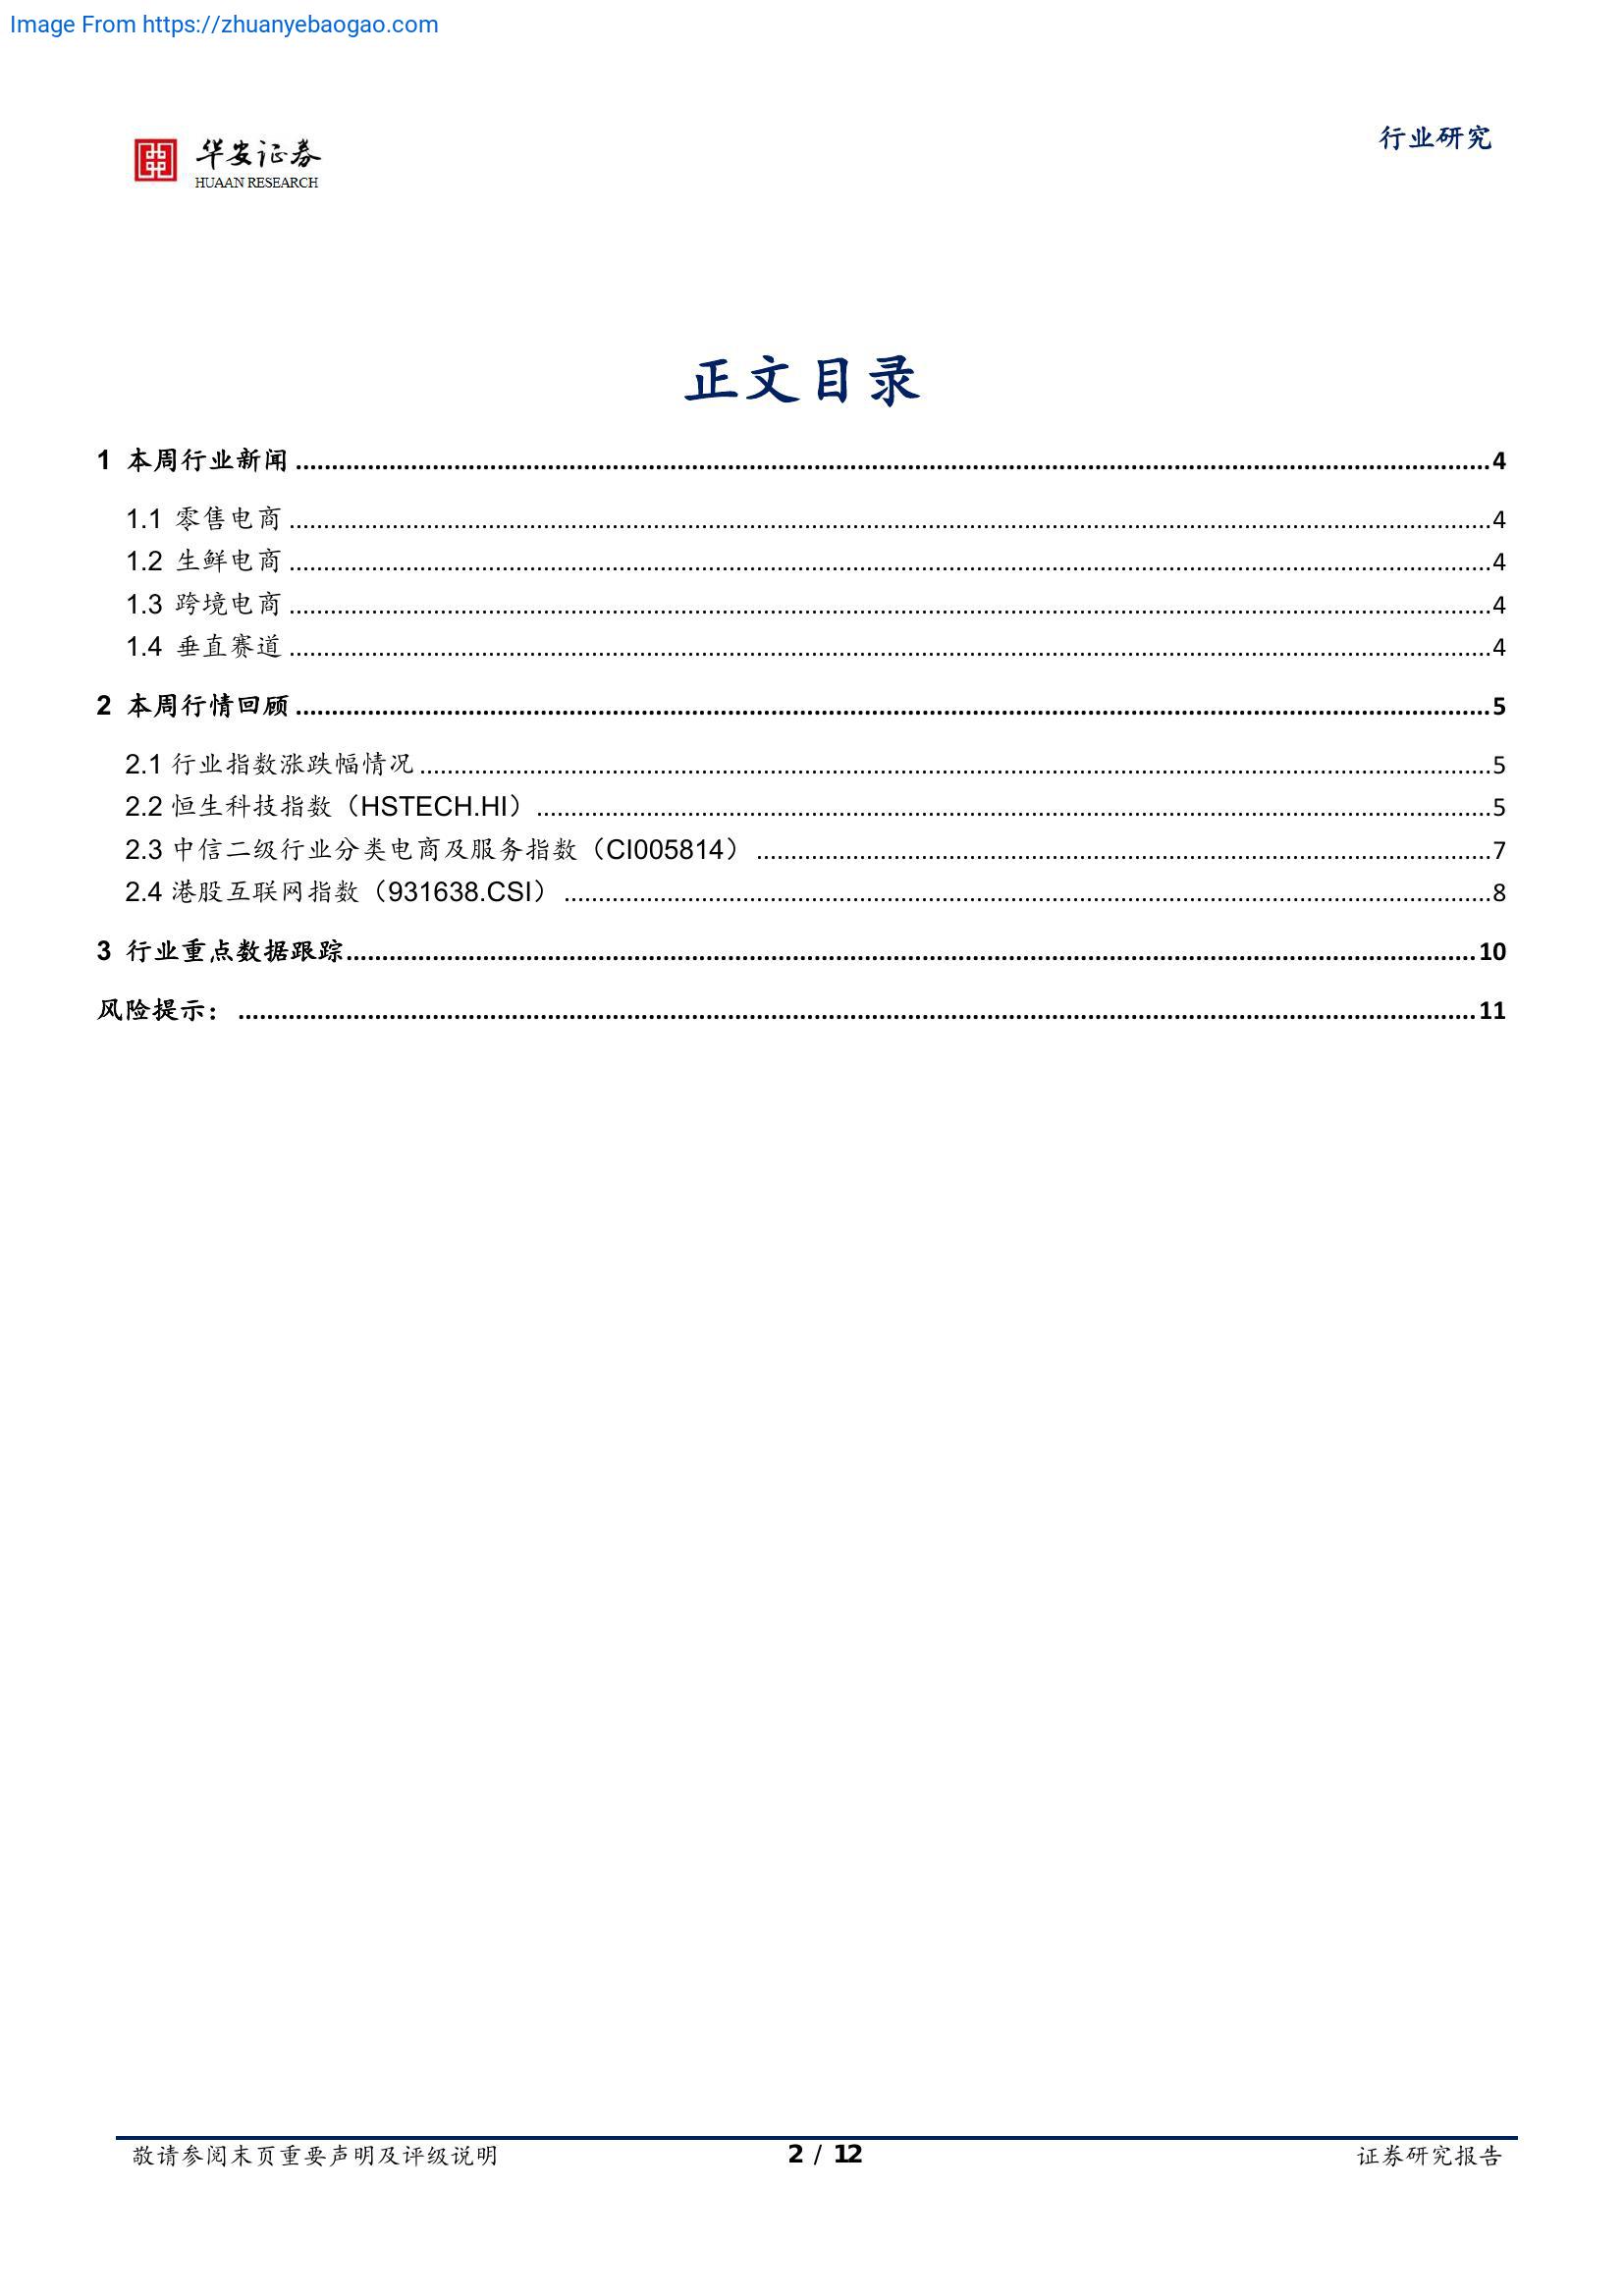 Image From https://zhuanyebaogao.com
华安证券
HUAAN RESEARCH
行业研究
正文目录
1 本周行业新闻 ........................................ 4
1.1 零售电商 ........................................ 4
1.2 生鲜电商 ........................................ 4
1.3 跨境电商 ........................................ 4
1.4 垂直赛道 ........................................ 4
2 本周行情回顾 ........................................ 5
2.1 行业指数涨跌幅情况 ........................................ 5
2.2 恒生科技指数（HSTECH.HI） ........................................ 5
2.3 中信二级行业分类电商及服务指数（CI005814） ........................................ 7
2.4 港股互联网指数（931638.CSI） ........................................ 8
3 行业重点数据跟踪 ........................................ 10
风险提示： ........................................ 11
敬请参阅末页重要声明及评级说明 2 / 12 证券研究报告